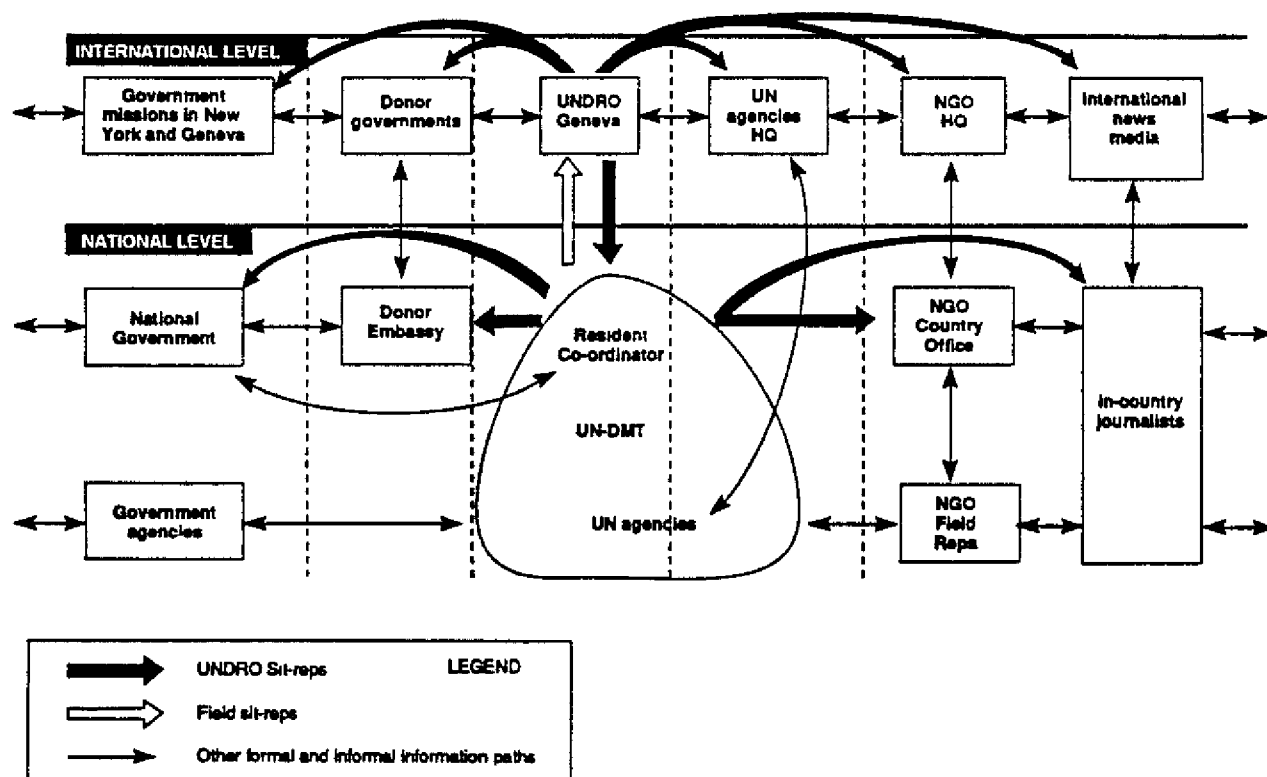 INTERNATIONAL LEVEL
Government
missions in New
York and Geneva
Donor
governments
UNDRO
Geneva
UN
agencies
HQ
NGO
HQ
International
news
media
NATIONAL LEVEL
National
Government
Donor
Embassy
Resident
Co-ordinator
NGO
Country
Office
in-country
journalists
UN-DMT
Government
agencies
UN agencies
NGO
Field
Reps
LEGEND
UNDRO Sit-reps
Field sit-reps
Other formal and informal information paths